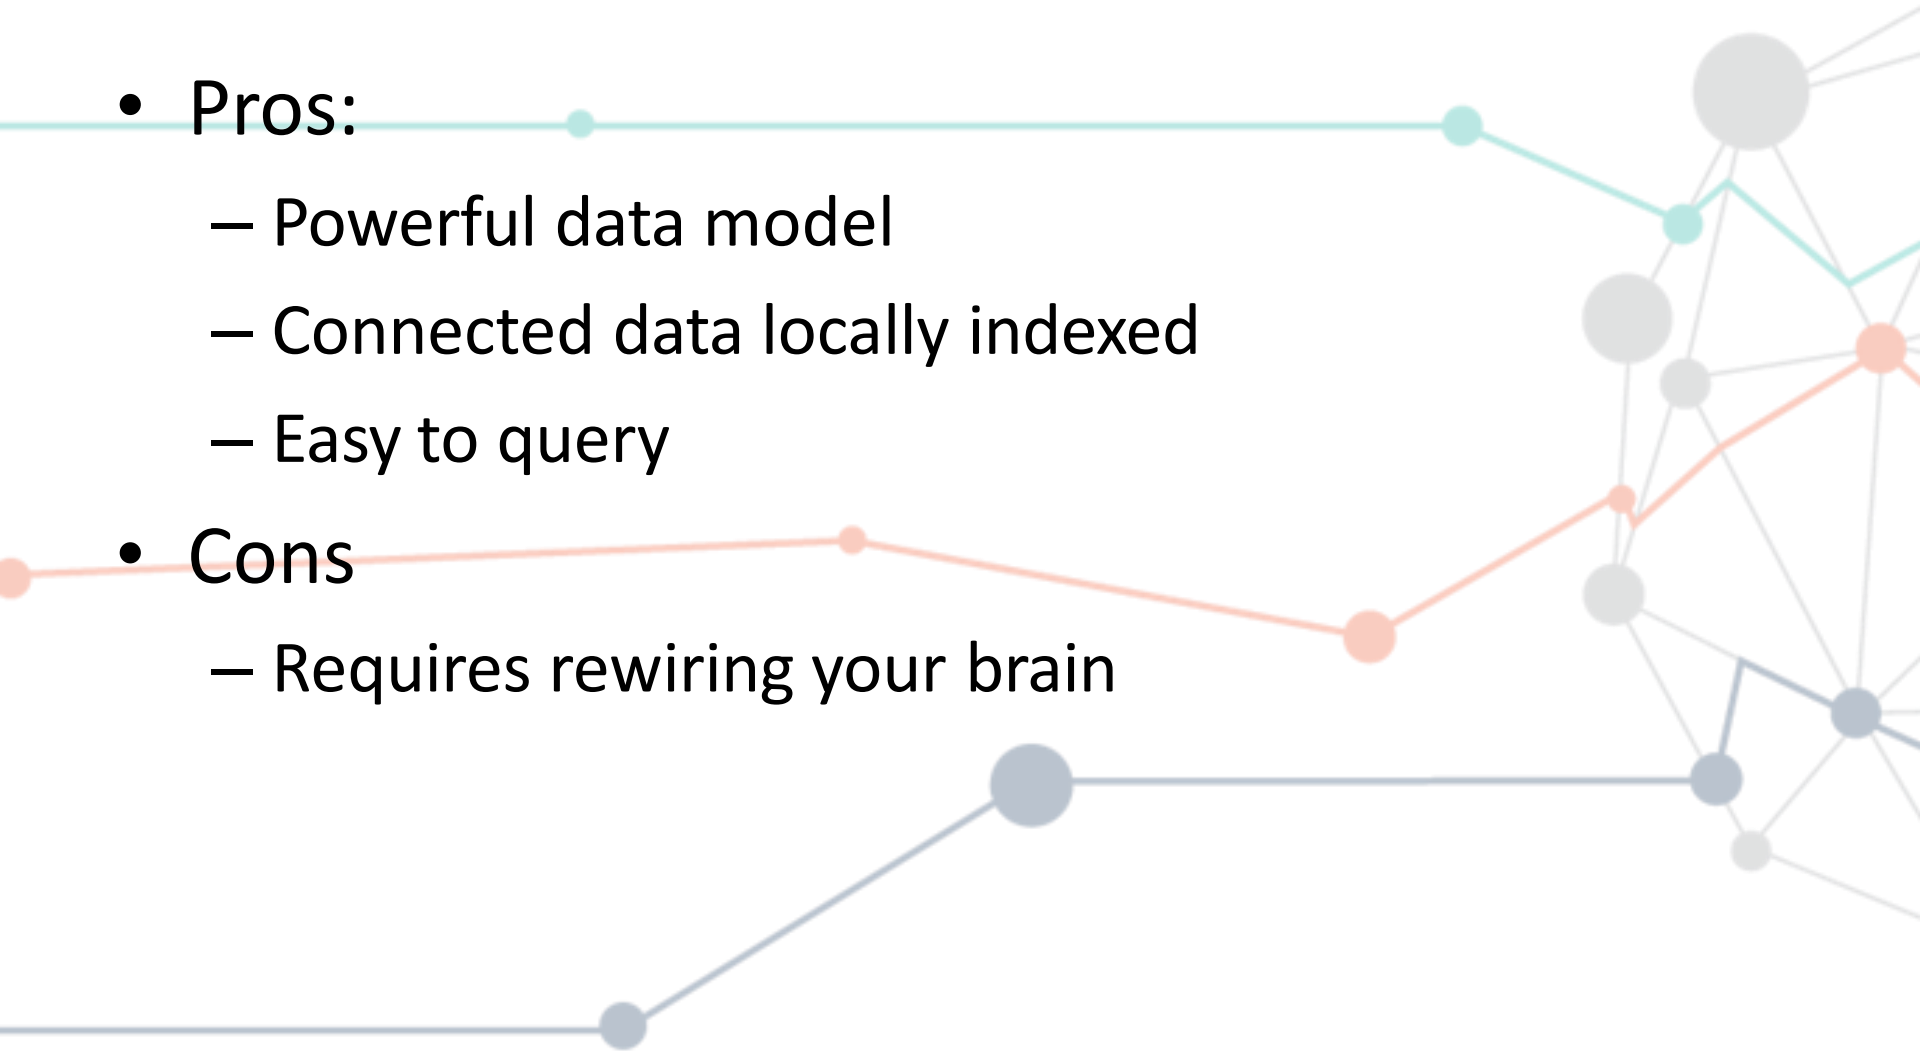 • Pros:
– Powerful data model
– Connected data locally indexed
– Easy to query
• Cons
– Requires rewiring your brain